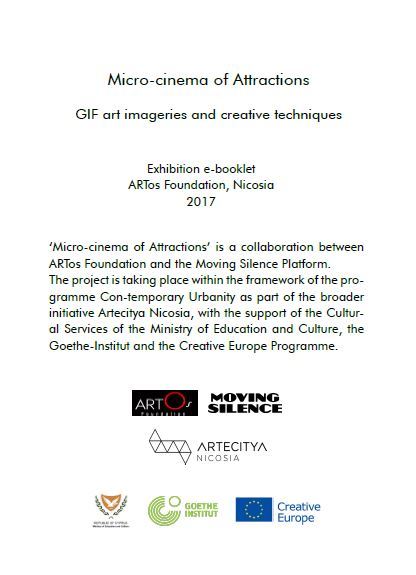 Micro-cinema of Attractions
GIF art imageries and creative techniques
Exhibition e-booklet
ARTos Foundation, Nicosia
2017
‘Micro-cinema of Attractions’ is a collaboration between
ARTos Foundation and the Moving Silence Platform.
The project is taking place within the framework of the pro-
gramme Con-temporary Urbanity as part of the broader
initiative Artecitya Nicosia, with the support of the Cultur-
al Services of the Ministry of Education and Culture, the
Goethe-Institut and the Creative Europe Programme.
ARTOs
Foundation
MOVING
SILENCE
ARTECITYA
NICOSIA
REPUBLIC OF CYPRUS
Ministry of Education and Culture
GOETHE
INSTITUT
Creative
Europe